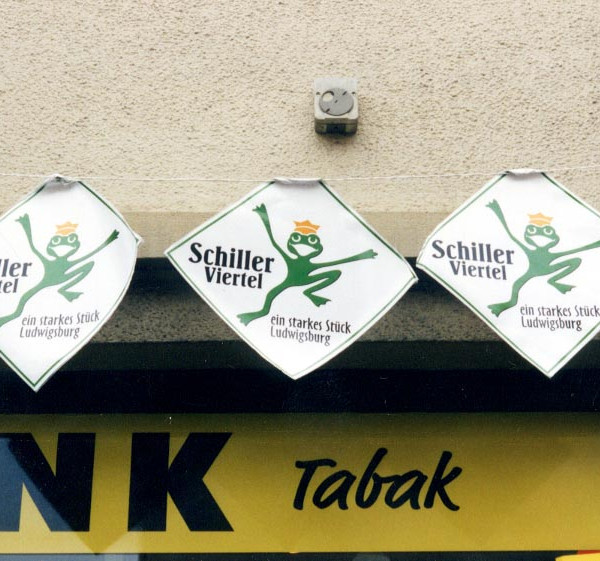 ller
rtel
ein starkes Stück
Ludwigsburg
Schiller
Viertel
ein starkes Stück
Ludwigsburg
Schiller
Viertel
ein starkes Stück
Ludwigsburg
NK Tabak